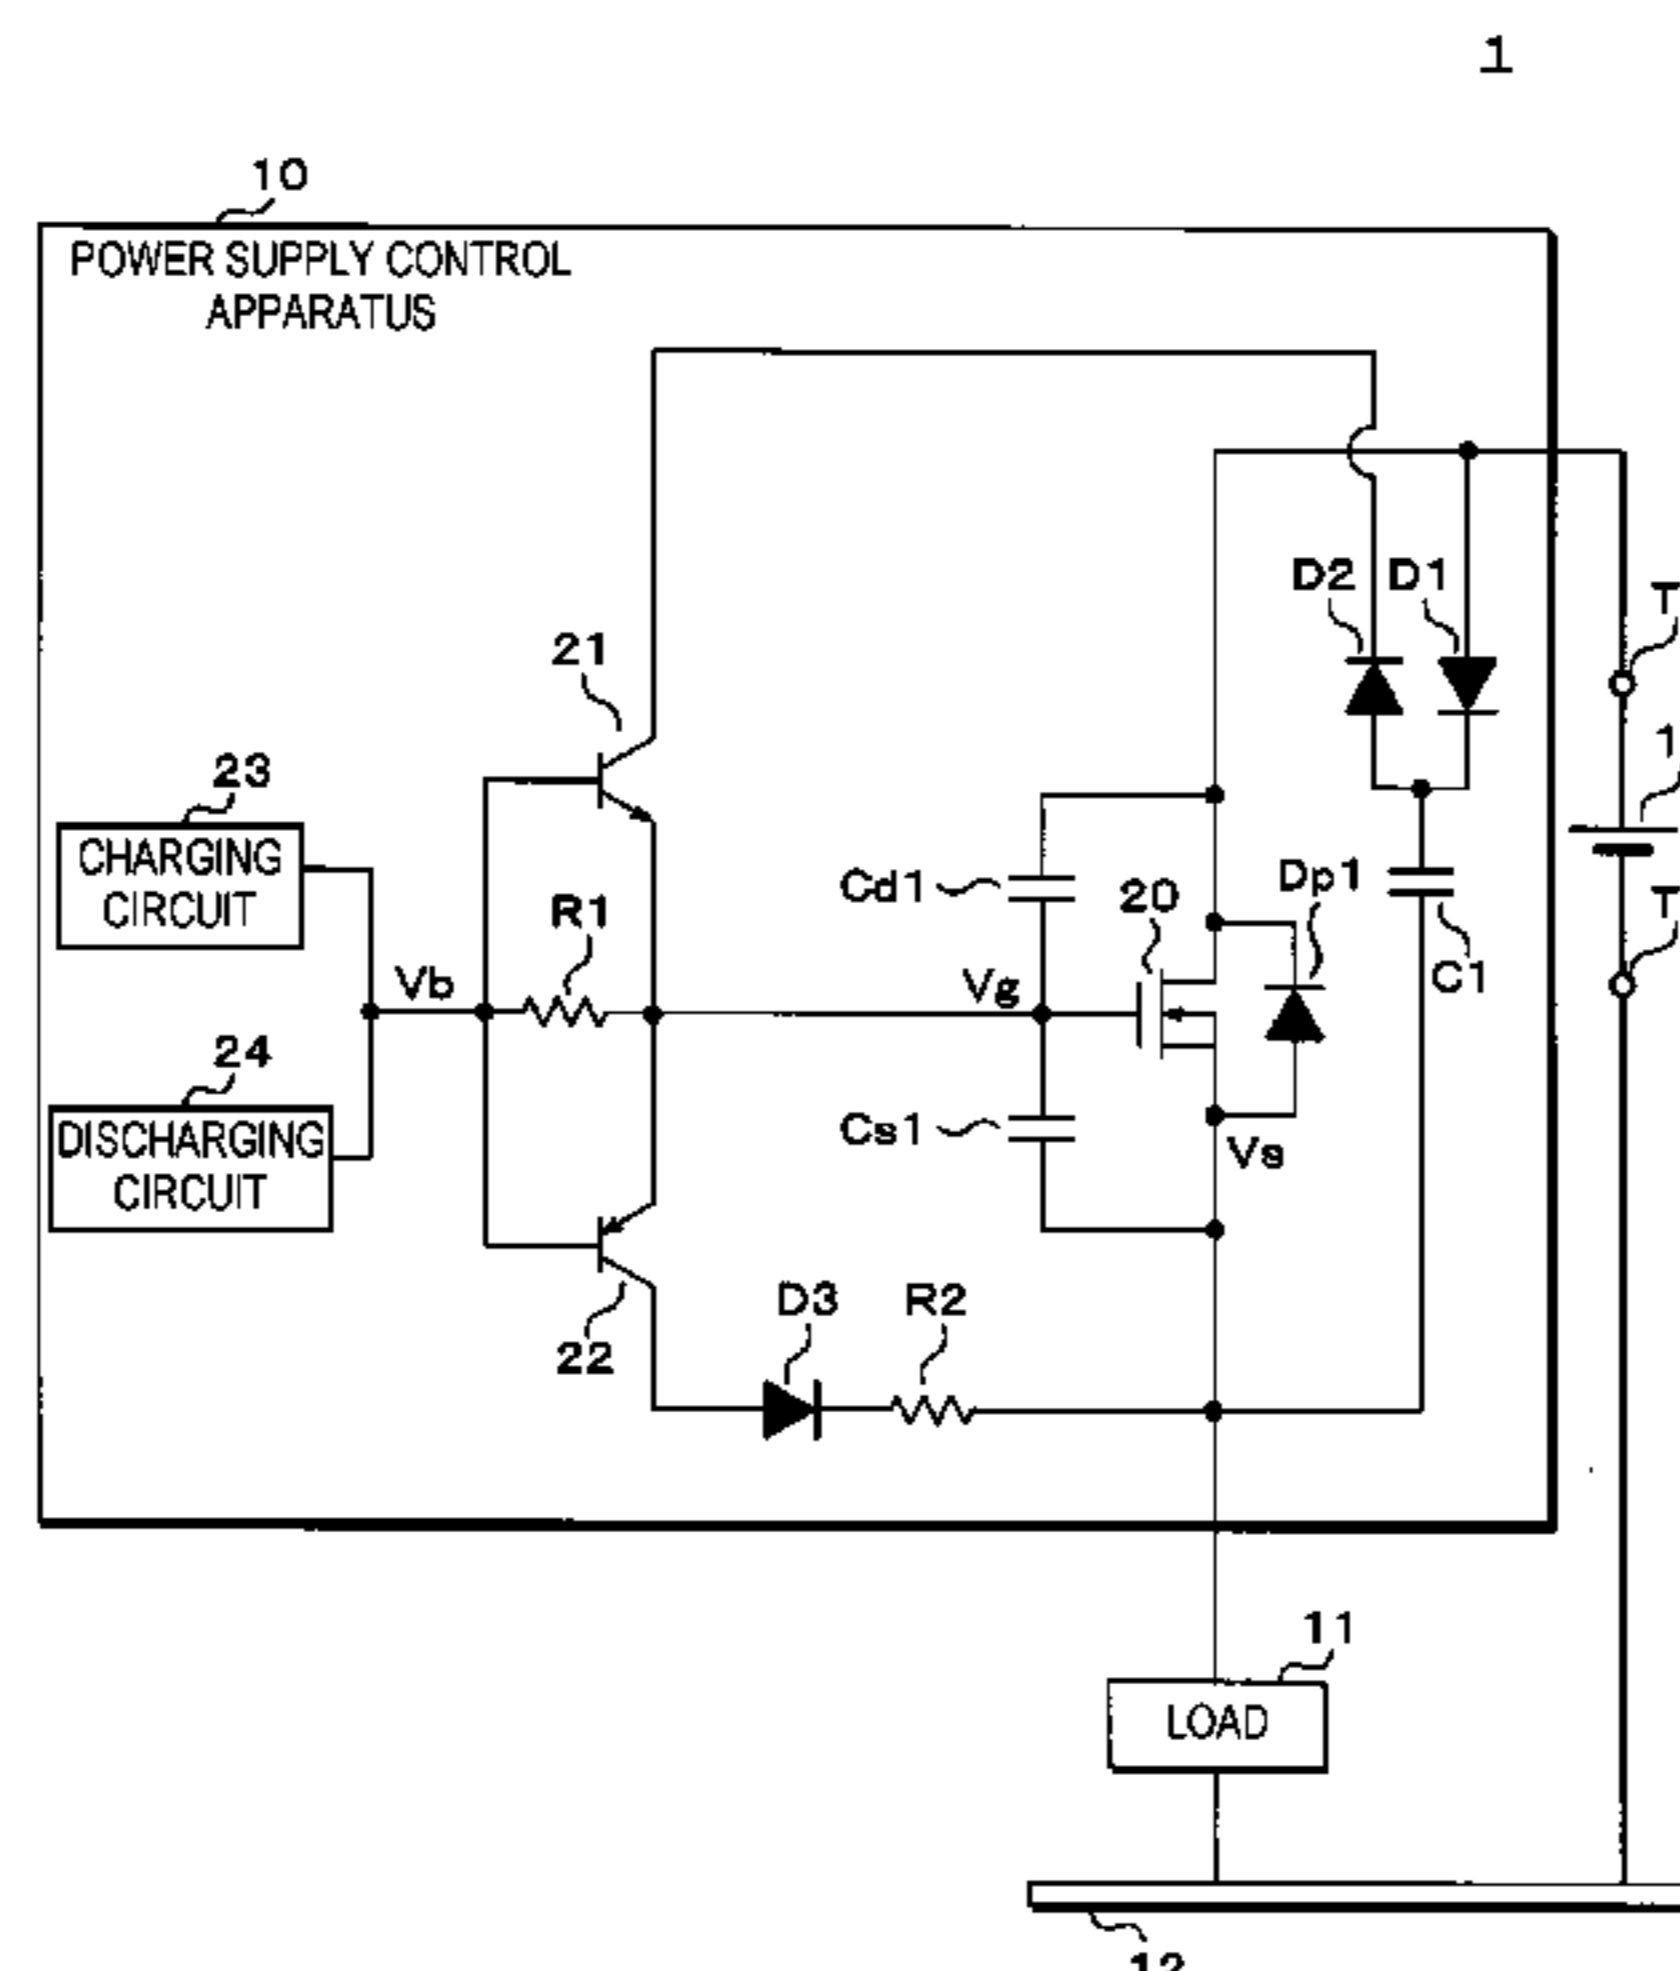 1
10
POWER SUPPLY CONTROL
APPARATUS
D2 D1
21
23
CHARGING
CIRCUIT
R1
Cd1
20
Dp1
C1
Vb
Vg
24
DISCHARGING
CIRCUIT
Cs1
Vs
D3
R2
22
11
LOAD
12